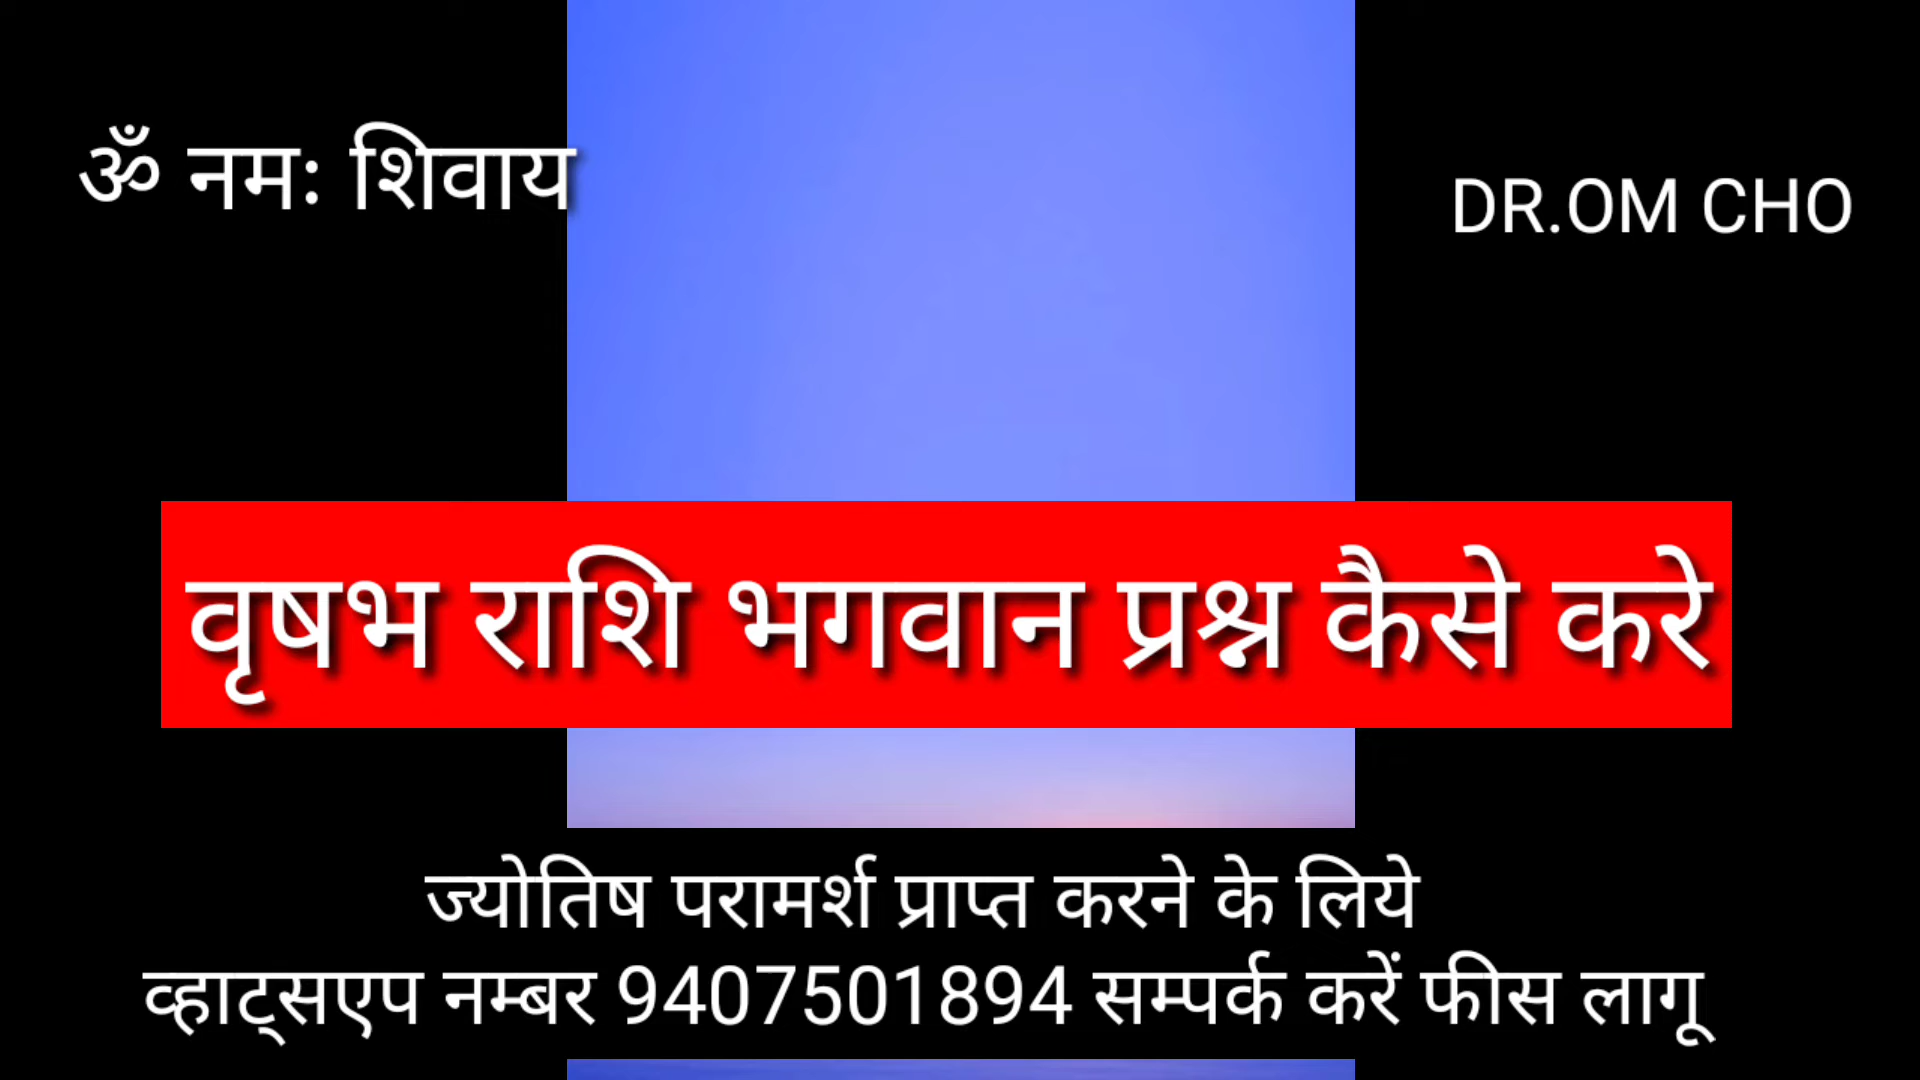 ॐ नमः शिवाय
DR.OM CHO
वृषभ राशि भगवान प्रश्न कैसे करे
ज्योतिष परामर्श प्राप्त करने के लिये
व्हाट्सएप नम्बर 9407501894 सम्पर्क करें फीस लागू